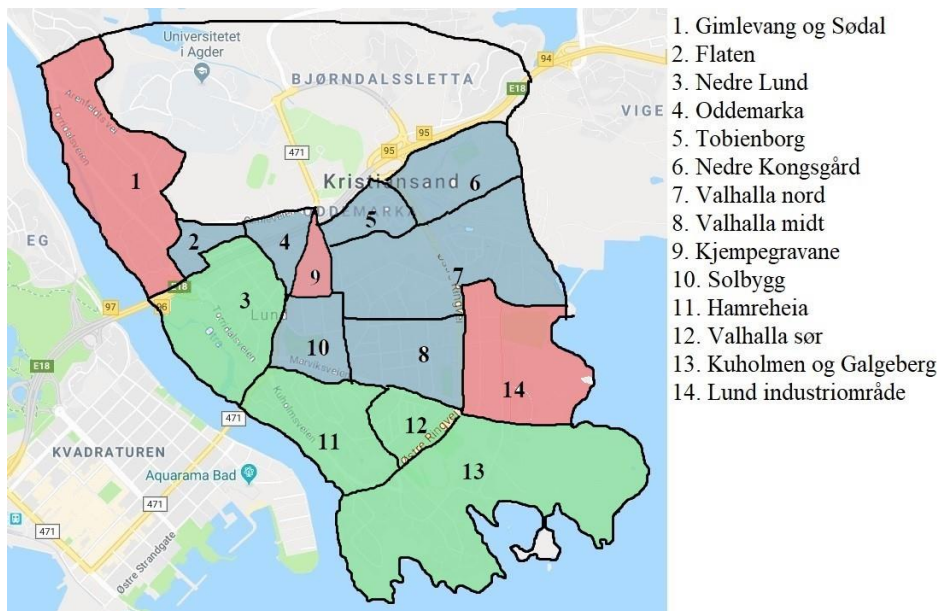 Universitetet
i Agder
BJØRNDALSSLETTA
94
E18
VIGE
95
95
471
Kristiansand
ODDEMARKA
EG
1
2
3
4
5
6
7
8
9
10
11
12
13
14
E18
97
96
Lund
Marviksveien
Kuholmsveien
Østre Ringvei
E18
471
KVADRATUREN
Aquarama Bad
471
471
Østre Strandgate
1. Gimlevang og Sødal
2. Flaten
3. Nedre Lund
4. Oddemarka
5. Tobienborg
6. Nedre Kongsgård
7. Valhalla nord
8. Valhalla midt
9. Kjempegravane
10. Solbygg
11. Hamreheia
12. Valhalla sør
13. Kuholmen og Galgeberg
14. Lund industriområde